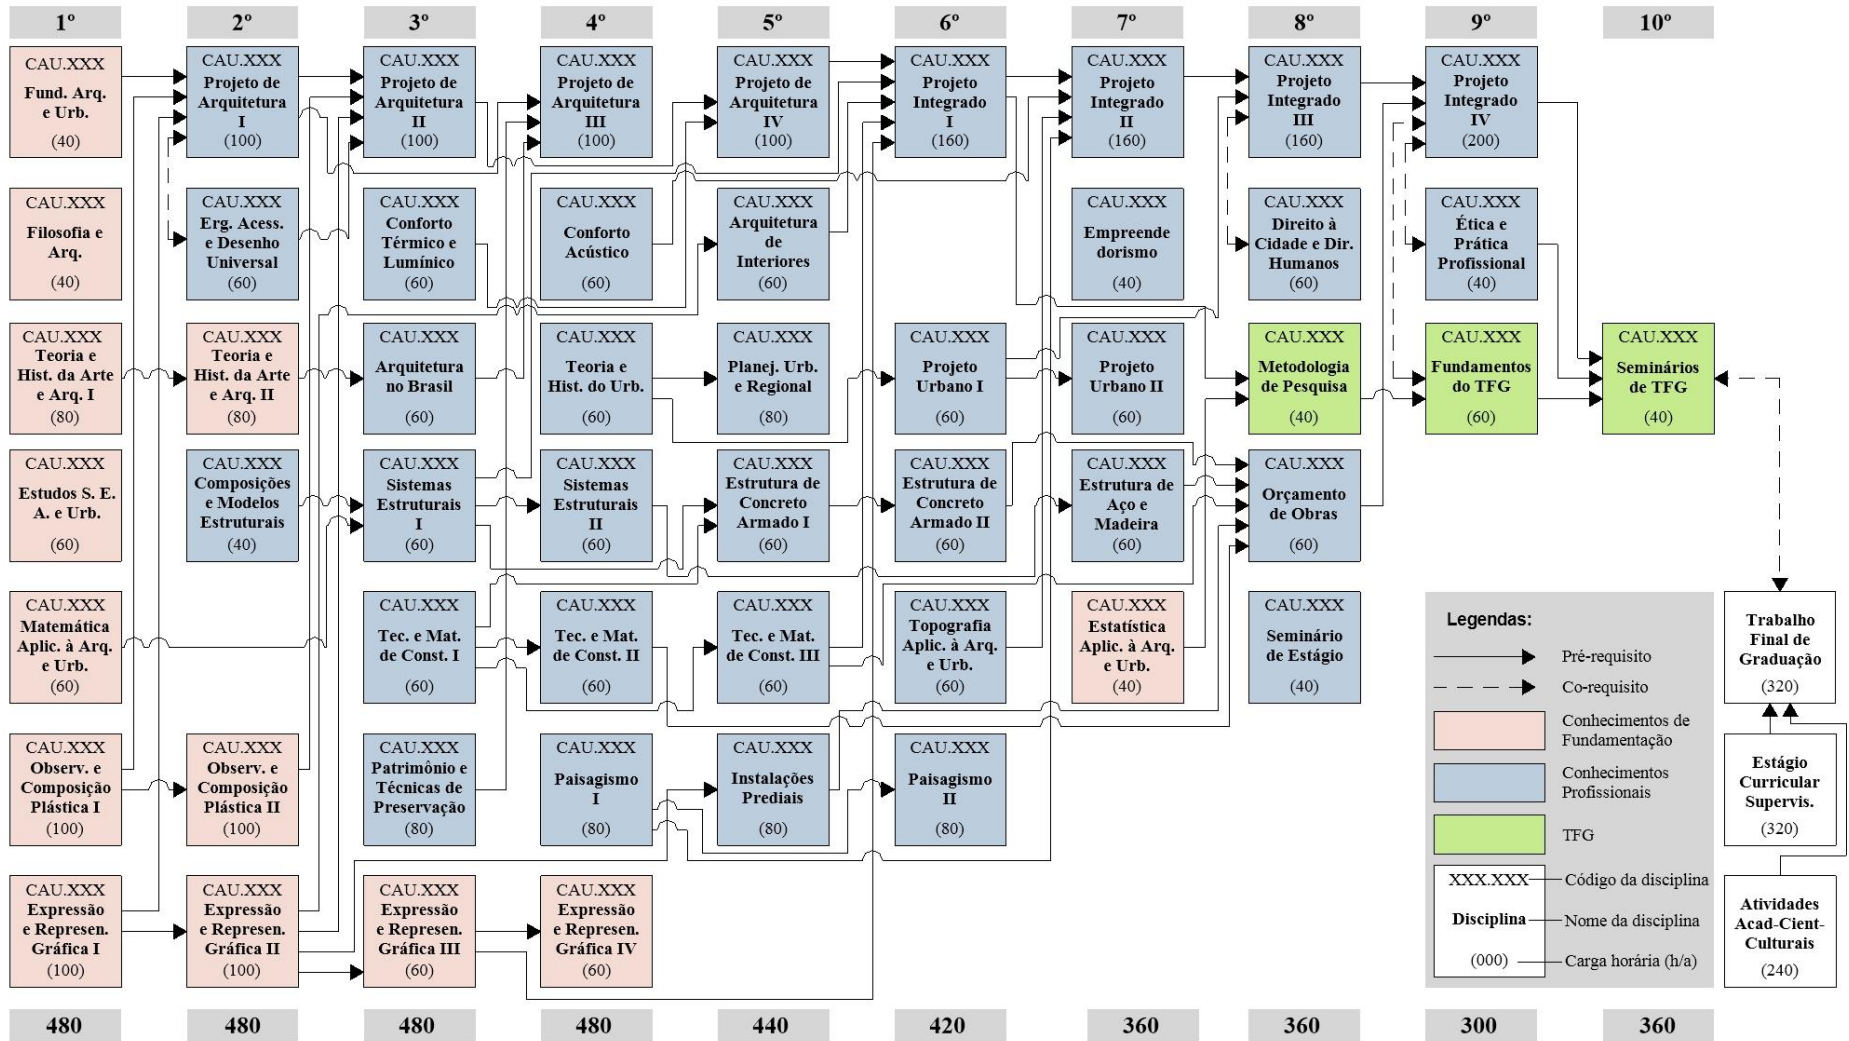 1º
2º
3º
4º
5º
6º
7º
8º
9º
10º
CAU.XXX
Fund. Arq.
e Urb.
(40)
CAU.XXX
Projeto de
Arquitetura
I
(100)
CAU.XXX
Projeto de
Arquitetura
II
(100)
CAU.XXX
Projeto de
Arquitetura
III
(100)
CAU.XXX
Projeto de
Arquitetura
IV
(100)
CAU.XXX
Projeto
Integrado
I
(160)
CAU.XXX
Projeto
Integrado
II
(160)
CAU.XXX
Projeto
Integrado
III
(160)
CAU.XXX
Projeto
Integrado
IV
(200)
CAU.XXX
Filosofia e
Arq.
(40)
CAU.XXX
Erg. Acess.
e Desenho
Universal
(60)
CAU.XXX
Conforto
Térmico e
Lumínico
(60)
CAU.XXX
Conforto
Acústico
(60)
CAU.XXX
Arquitetura
de
Interiores
(60)
CAU.XXX
Empreende
dorismo
(40)
CAU.XXX
Direito à
Cidade e Dir.
Humanos
(60)
CAU.XXX
Ética e
Prática
Profissional
(40)
CAU.XXX
Teoria e
Hist. da Arte
e Arq. I
(80)
CAU.XXX
Teoria e
Hist. da Arte
e Arq. II
(80)
CAU.XXX
Arquitetura
no Brasil
(60)
CAU.XXX
Teoria e
Hist. do Urb.
(60)
CAU.XXX
Planej. Urb.
e Regional
(80)
CAU.XXX
Projeto
Urbano I
(60)
CAU.XXX
Projeto
Urbano II
(60)
CAU.XXX
Metodologia
de Pesquisa
(40)
CAU.XXX
Fundamentos
do TFG
(60)
CAU.XXX
Seminários
de TFG
(40)
CAU.XXX
Estudos S. E.
A. e Urb.
(60)
CAU.XXX
Composições
e Modelos
Estruturais
(40)
CAU.XXX
Sistemas
Estruturais
I
(60)
CAU.XXX
Sistemas
Estruturais
II
(60)
CAU.XXX
Estrutura de
Concreto
Armado I
(60)
CAU.XXX
Estrutura de
Concreto
Armado II
(60)
CAU.XXX
Estrutura de
Aço e
Madeira
(60)
CAU.XXX
Orçamento
de Obras
(60)
CAU.XXX
Matemática
Aplic. à Arq.
e Urb.
(60)
CAU.XXX
Tec. e Mat.
de Const. I
(60)
CAU.XXX
Tec. e Mat.
de Const. II
(60)
CAU.XXX
Tec. e Mat.
de Const. III
(60)
CAU.XXX
Topografia
Aplic. à Arq.
e Urb.
(60)
CAU.XXX
Estatística
Aplic. à Arq.
e Urb.
(40)
CAU.XXX
Seminário
de Estágio
(40)
CAU.XXX
Observ. e
Composição
Plástica I
(100)
CAU.XXX
Observ. e
Composição
Plástica II
(100)
CAU.XXX
Patrimônio e
Técnicas de
Preservação
(80)
CAU.XXX
Paisagismo
I
(80)
CAU.XXX
Instalações
Prediais
(80)
CAU.XXX
Paisagismo
II
(80)
CAU.XXX
Expressão
e Represen.
Gráfica I
(100)
CAU.XXX
Expressão
e Represen.
Gráfica II
(100)
CAU.XXX
Expressão
e Represen.
Gráfica III
(60)
CAU.XXX
Expressão
e Represen.
Gráfica IV
(60)
Legendas:
Pré-requisito
Co-requisito
Conhecimentos de
Fundamentação
Conhecimentos
Profissionais
TFG
XXX.XXX
Código da disciplina
Disciplina
Nome da disciplina
(000)
Carga horária (h/a)
Trabalho
Final de
Graduação
(320)
Estágio
Curricular
Supervis.
(320)
Atividades
Acad-Cient-
Culturais
(240)
480
480
480
480
440
420
360
360
300
360